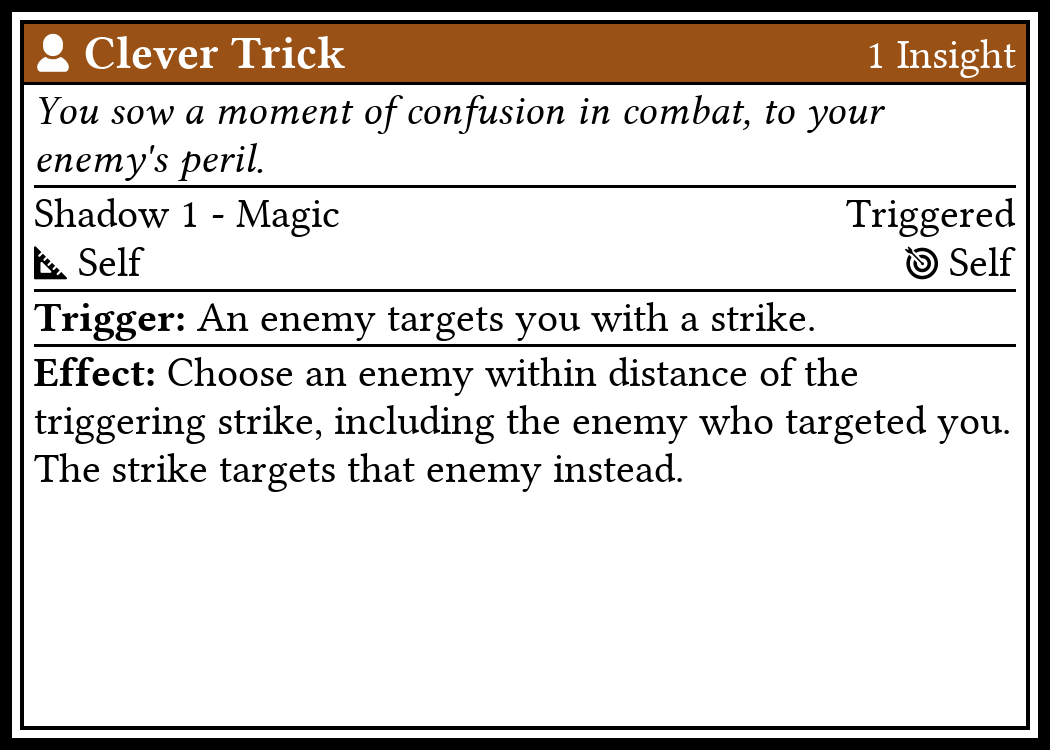 Clever Trick 1 Insight
You sow a moment of confusion in combat, to your
enemy's peril.
Shadow 1 - Magic Triggered
Self Self
Trigger: An enemy targets you with a strike.
Effect: Choose an enemy within distance of the
triggering strike, including the enemy who targeted you.
The strike targets that enemy instead.